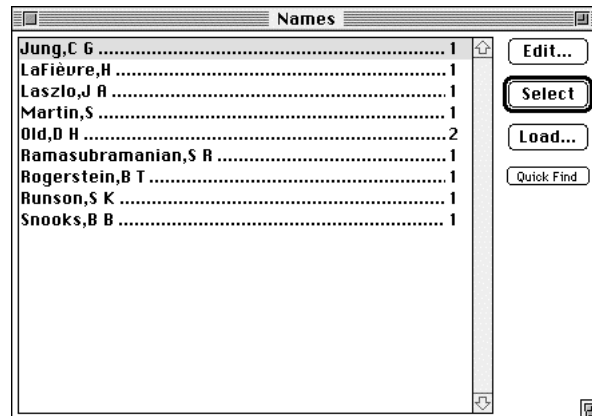 Names
Jung,C G ........................................................................ 1
LaFièvre,H ..................................................................... 1
Laszlo,J A ..................................................................... 1
Martin,S ........................................................................ 1
Old,D H .......................................................................... 2
Ramasubramanian,S R ................................................ 1
Rogerstein,B T .............................................................. 1
Runson,S K .................................................................... 1
Snooks,B B .................................................................... 1
Edit...
Select
Load...
Quick Find